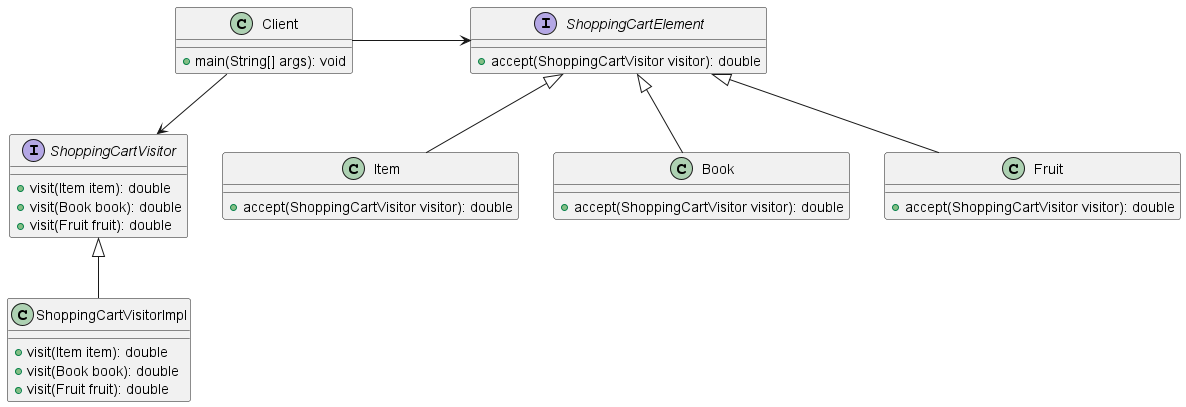 C Client
main(String[] args): void
I ShoppingCartElement
accept(ShoppingCartVisitor visitor): double
I ShoppingCartVisitor
visit(Item item): double
visit(Book book): double
visit(Fruit fruit): double
C Item
accept(ShoppingCartVisitor visitor): double
C Book
accept(ShoppingCartVisitor visitor): double
C Fruit
accept(ShoppingCartVisitor visitor): double
C ShoppingCartVisitorImpl
visit(Item item): double
visit(Book book): double
visit(Fruit fruit): double